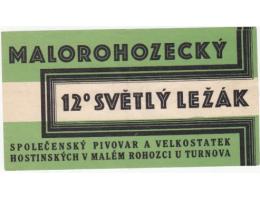 MALOROHOZECKÝ
12° SVĚTLÝ LEŽÁK
SPOLEČENSKÝ PIVOVAR A VELKOSTATEK
HOSTINSKÝCH V MALÉM ROHOZCI U TURNOVA